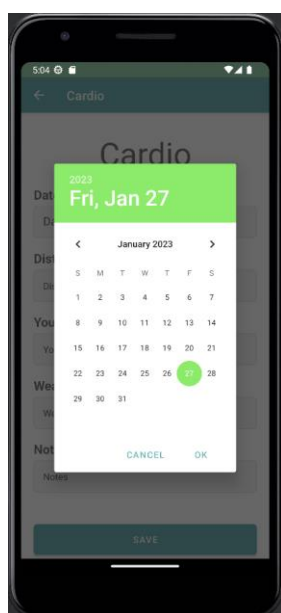 5:04
Cardio
Cardio
2023
Fri, Jan 27
January 2023
S M T W T F S
1 2 3 4 5 6 7
8 9 10 11 12 13 14
15 16 17 18 19 20 21
22 23 24 25 26 27 28
29 30 31
CANCEL OK
Notes
SAVE